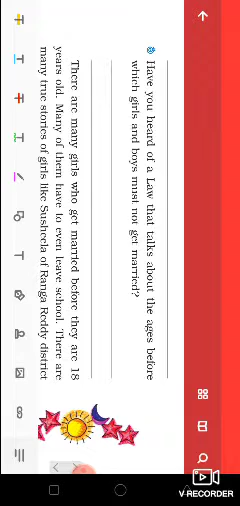 Have you heard of a Law that talks about the ages before
which girls and boys must not get married?
There are many girls who get married before they are 18
years old. Many of them have to even leave school. There are
many true stories of girls like Susheela of Ranga Reddy district
V-RECORDER